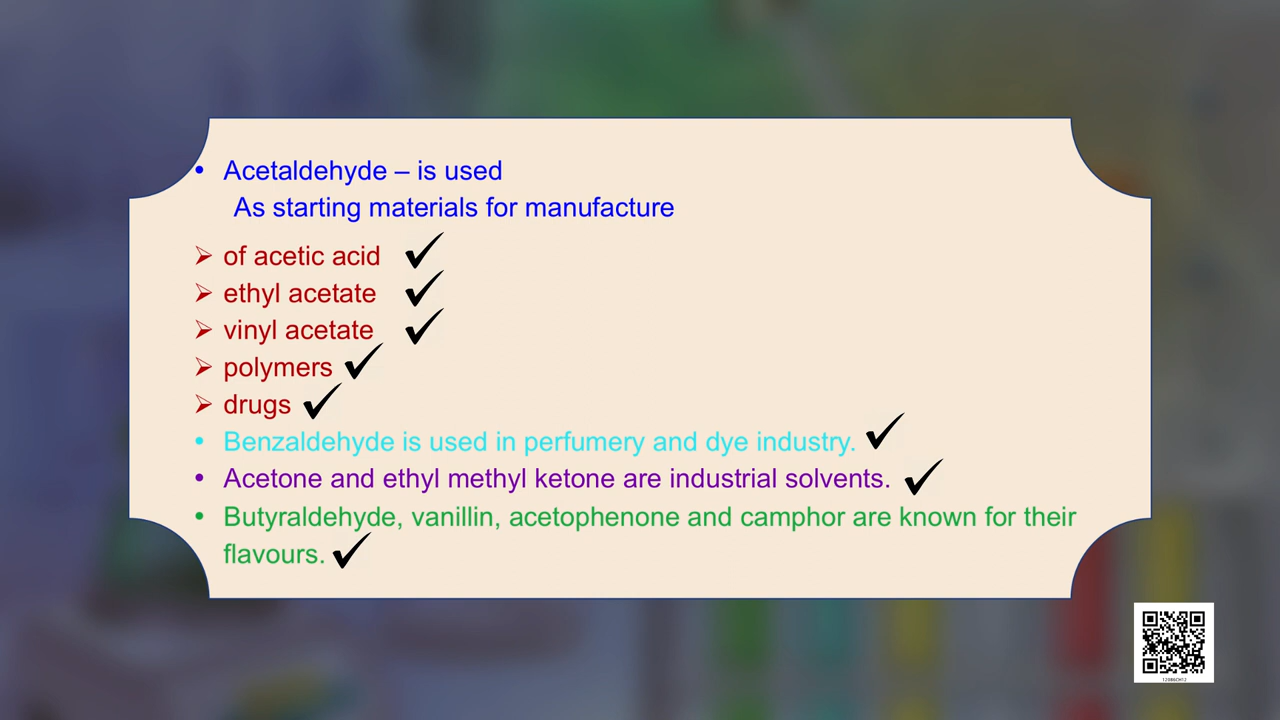 • Acetaldehyde – is used
As starting materials for manufacture
➢ of acetic acid ✓
➢ ethyl acetate ✓
➢ vinyl acetate ✓
➢ polymers ✓
➢ drugs ✓
• Benzaldehyde is used in perfumery and dye industry. ✓
• Acetone and ethyl methyl ketone are industrial solvents. ✓
• Butyraldehyde, vanillin, acetophenone and camphor are known for their
flavours. ✓